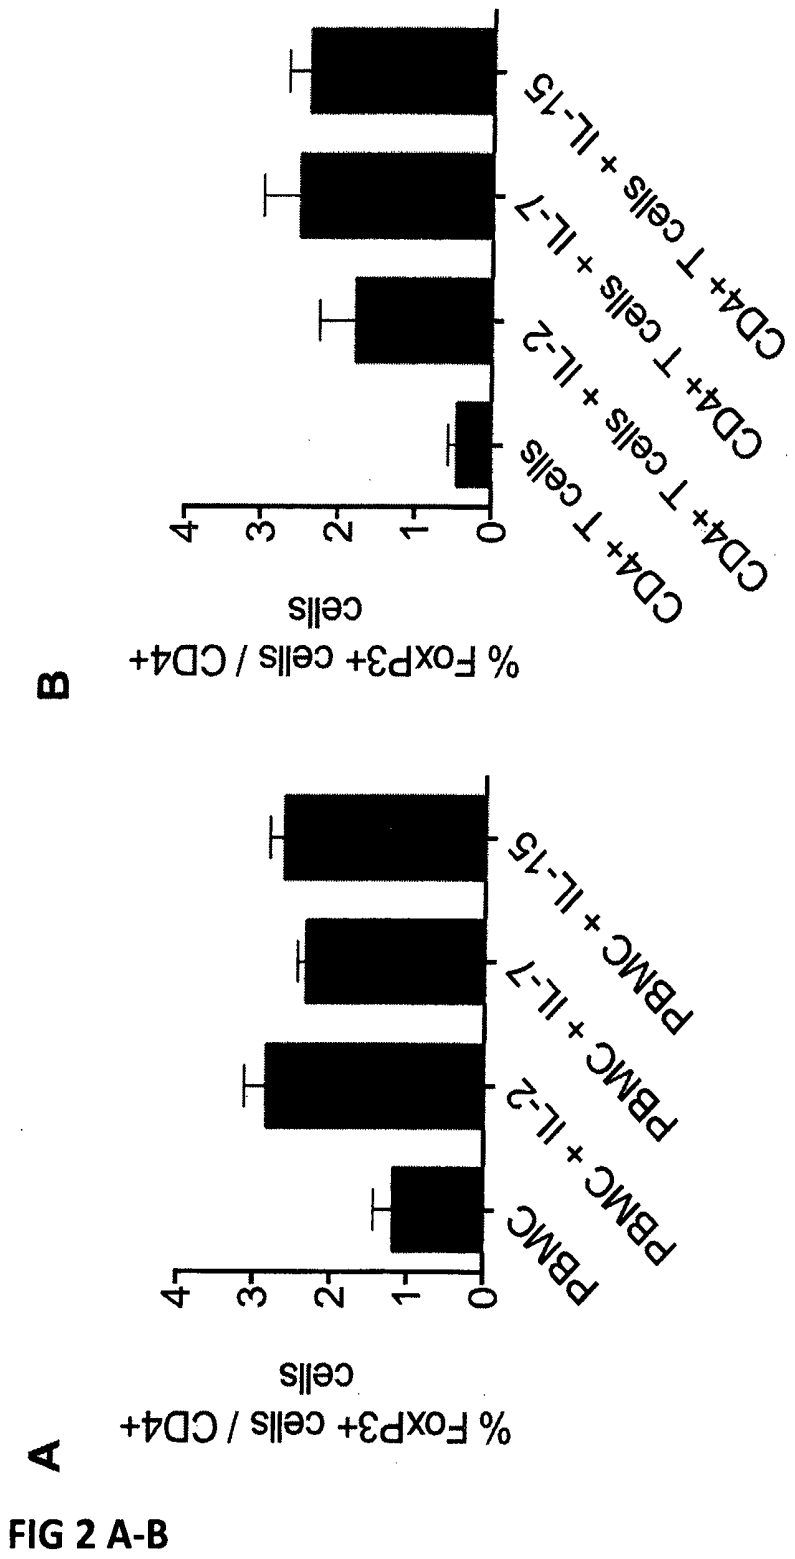 FIG 2 A-B
A
% FoxP3+ cells / CD4+
cells
4
3
2
1
0
PBMC
PBMC + IL-2
PBMC + IL-7
PBMC + IL-15
B
% FoxP3+ cells / CD4+
cells
4
3
2
1
0
CD4+ T cells
CD4+ T cells + IL-2
CD4+ T cells + IL-7
CD4+ T cells + IL-15